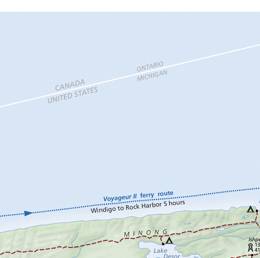 CANADA
UNITED STATES
ONTARIO
MICHIGAN
Voyageur II ferry route
Windigo to Rock Harbor 5 hours
MINONG
Lake
Desor